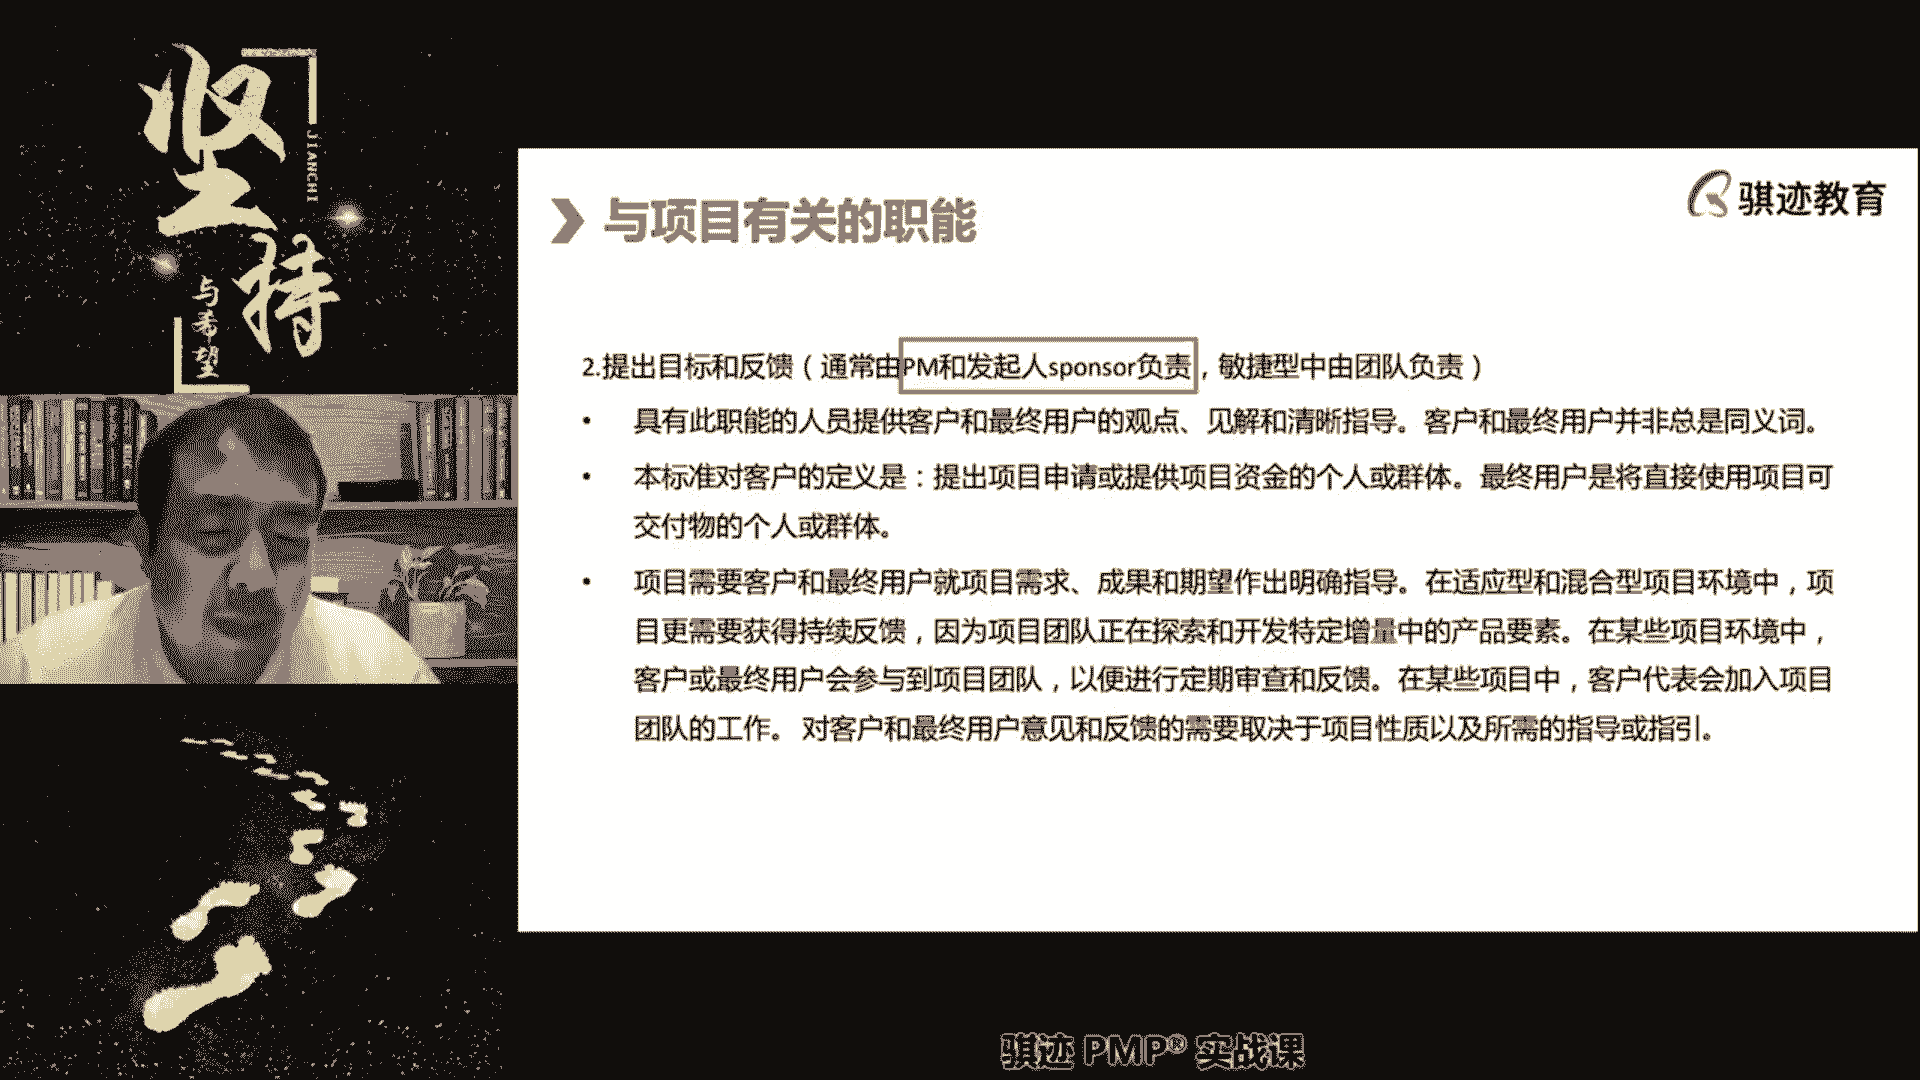 坚持
JIANCHI
与希望
骐迹教育
与项目有关的职能
2.提出目标和反馈（通常由PM和发起人sponsor负责，敏捷型中由团队负责）
• 具有此职能的人员提供客户和最终用户的观点、见解和清晰指导。客户和最终用户并非总是同义词。
• 本标准对客户的定义是：提出项目申请或提供项目资金的个人或群体。最终用户是将直接使用项目可
交付物的个人或群体。
• 项目需要客户和最终用户就项目需求、成果和期望作出明确指导。在适应型和混合型项目环境中，项
目更需要获得持续反馈，因为项目团队正在探索和开发特定增量中的产品要素。在某些项目环境中，
客户或最终用户会参与到项目团队，以便进行定期审查和反馈。在某些项目中，客户代表会加入项目
团队的工作。 对客户和最终用户意见和反馈的需要取决于项目性质以及所需的指导或指引。
骐迹 PMP® 实战课